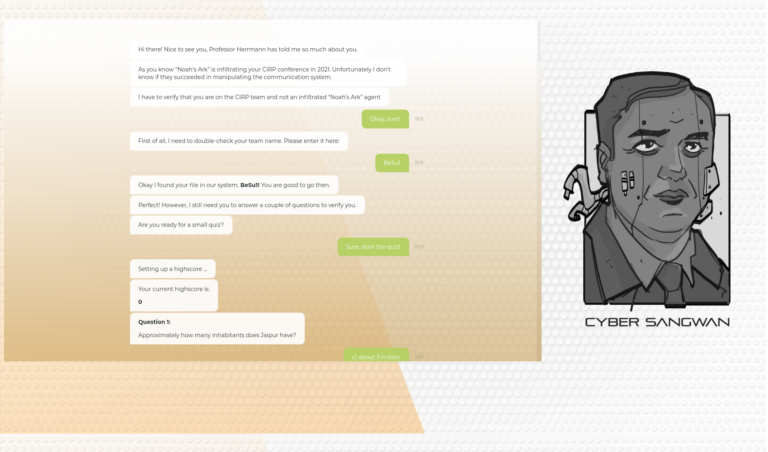 Hi there! Nice to see you, Professor Herrmann has told me so much about you.
As you know "Noah's Ark" is infiltrating your CIRP conference in 2021. Unfortunately I don't
know if they succeeded in manipulating the communication system.
I have to verify that you are on the CIRP team and not an infiltrated "Noah's Ark" agent
Okay, sure!
First of all, I need to double-check your team name. Please enter it here:
BeSu!
Okay I found your file in our system, BeSu!! You are good to go then.
Perfect! However, I still need you to answer a couple of questions to verify you.
Are you ready for a small quiz?
Sure, start the quiz!
Setting up a highscore ...
Your current highscore is:
0
Question 1:
Approximately how many inhabitants does Jaipur have?
c) about 3 million
CYBER SANGWAN